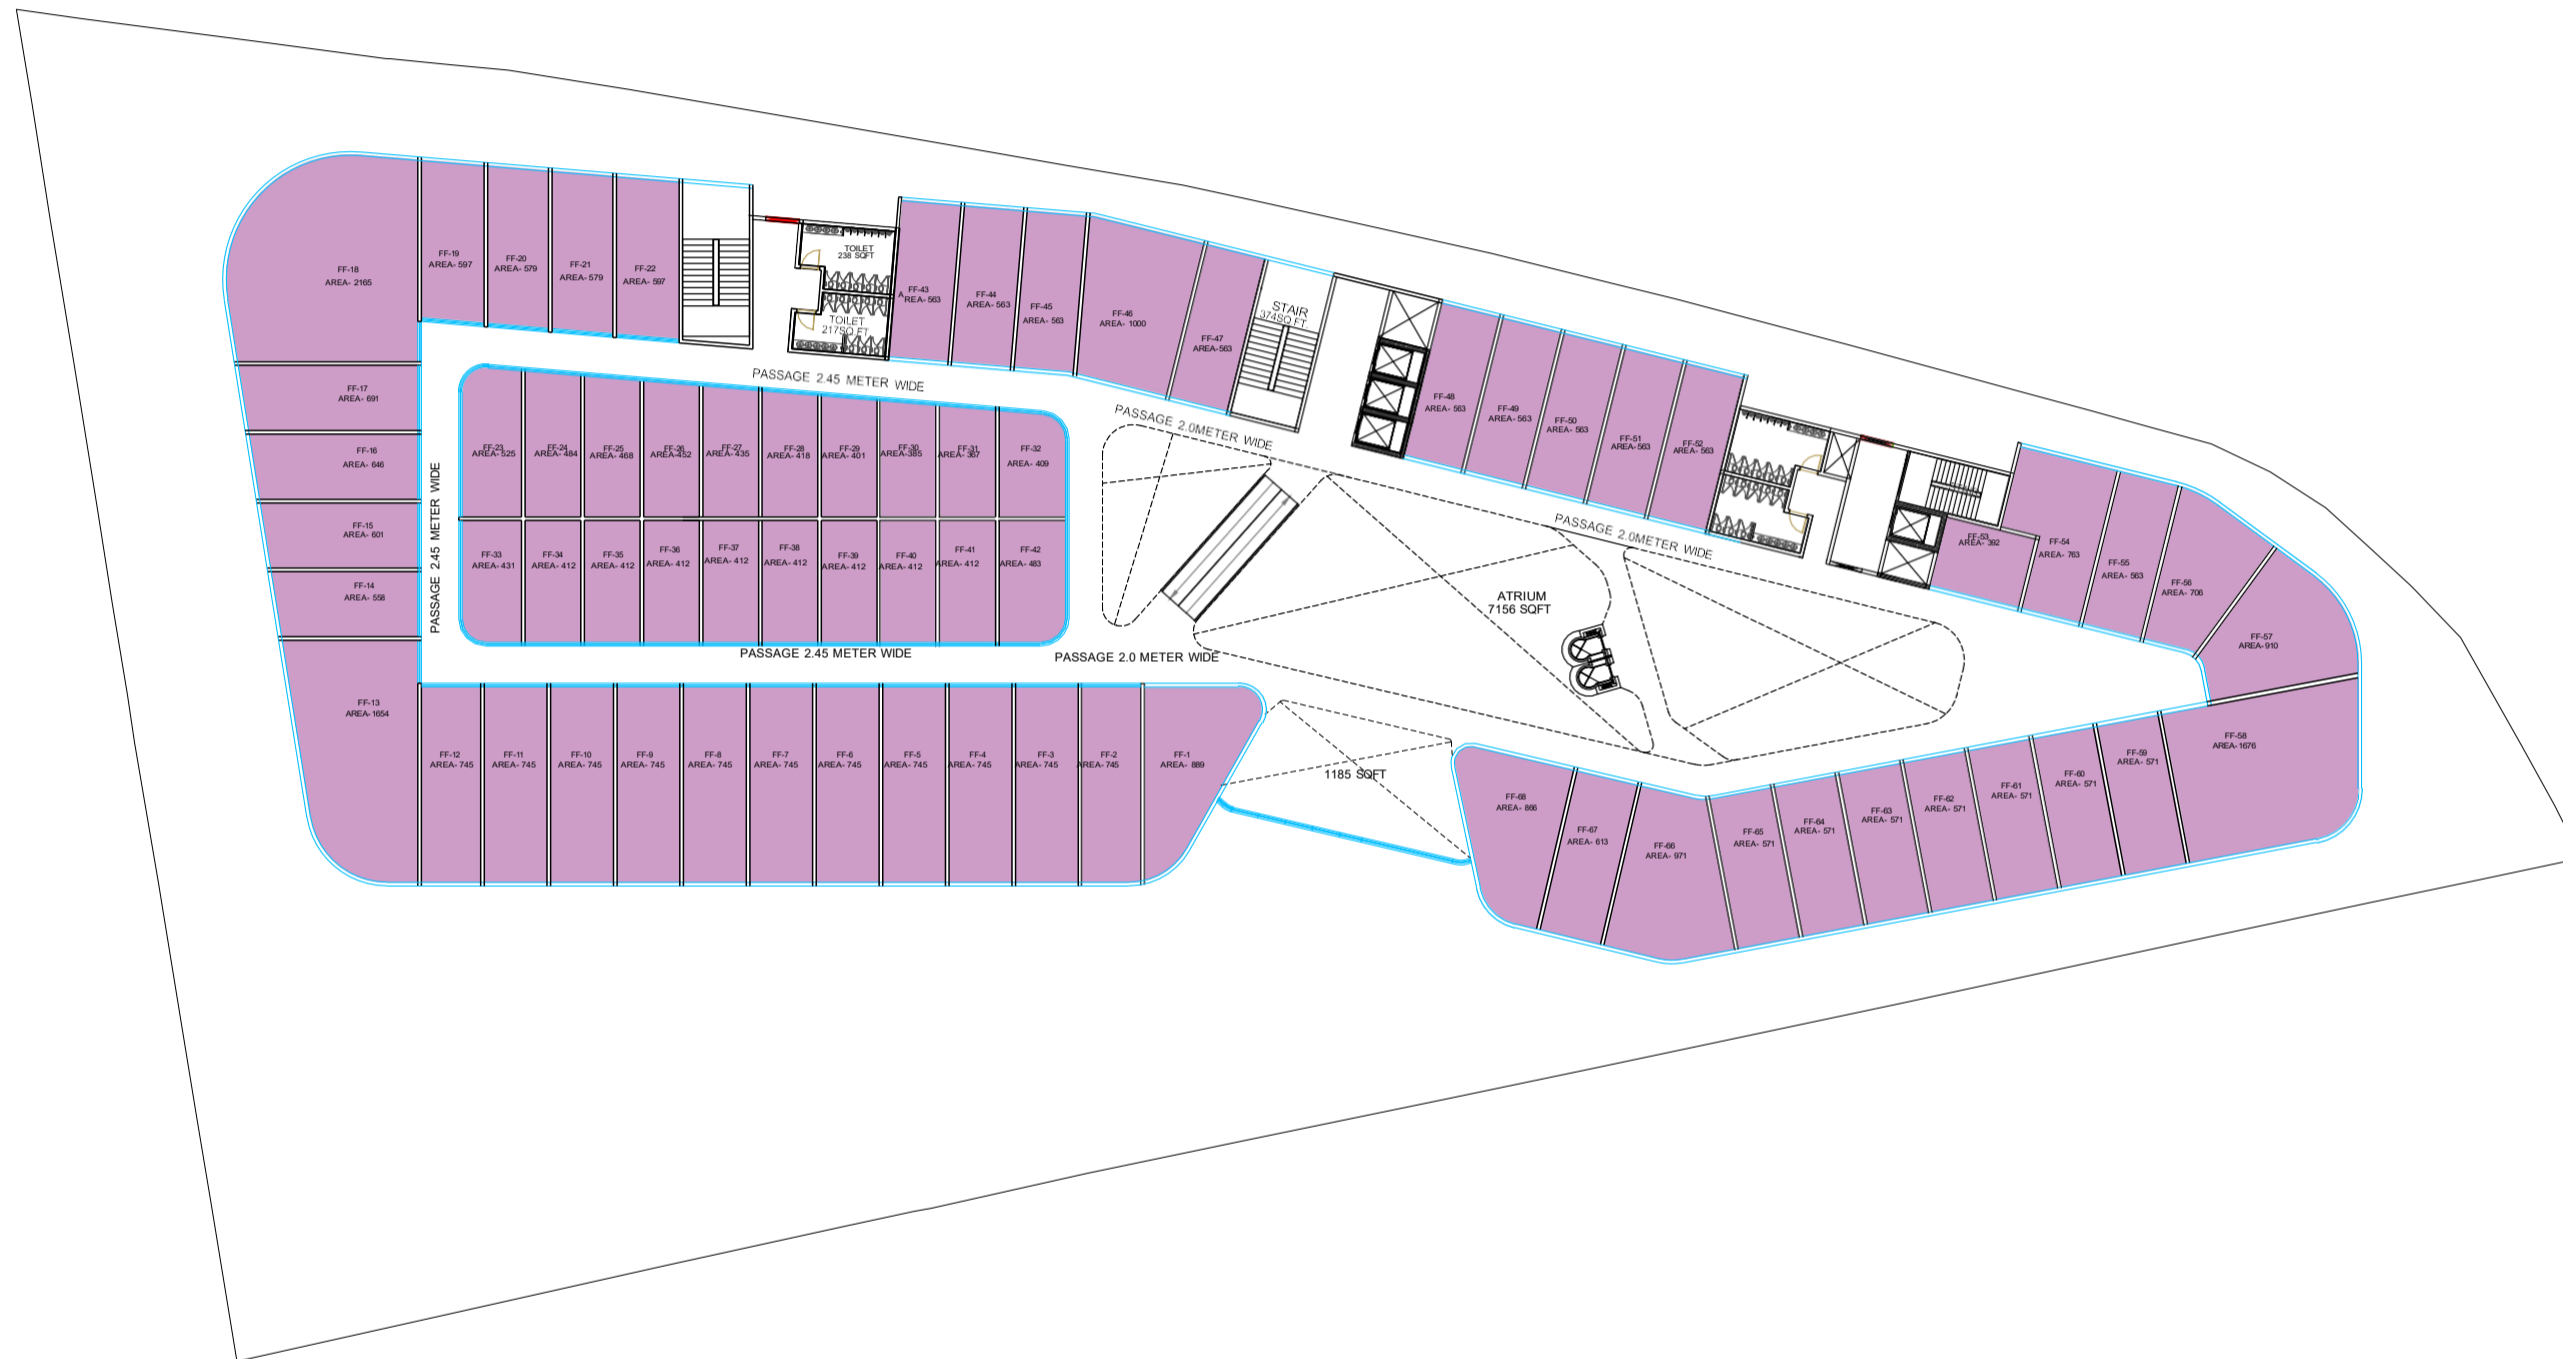 FF-18
AREA- 2165
FF-19
AREA- 597
FF-20
AREA- 579
FF-21
AREA- 579
FF-22
AREA- 597
TOILET
238 SQFT
TOILET
217SQ.FT.
FF-43
AREA- 563
FF-44
AREA- 563
FF-45
AREA- 563
FF-46
AREA- 1000
FF-47
AREA- 563
STAIR
374SQ.FT.
FF-48
AREA- 563
FF-49
AREA- 563
FF-50
AREA- 563
FF-51
AREA- 563
FF-52
AREA- 563
FF-53
AREA- 392
FF-54
AREA- 763
FF-55
AREA- 563
FF-56
AREA- 706
FF-57
AREA- 910
FF-17
AREA- 691
FF-16
AREA- 646
FF-15
AREA- 601
FF-14
AREA- 558
FF-13
AREA- 1654
PASSAGE 2.45 METER WIDE
PASSAGE 2.45 METER WIDE
PASSAGE 2.0METER WIDE
PASSAGE 2.0METER WIDE
FF-23
AREA- 525
FF-24
AREA- 484
FF-25
AREA- 468
FF-26
AREA- 452
FF-27
AREA- 435
FF-28
AREA- 418
FF-29
AREA- 401
FF-30
AREA- 385
FF-31
AREA- 367
FF-32
AREA- 409
FF-33
AREA- 431
FF-34
AREA- 412
FF-35
AREA- 412
FF-36
AREA- 412
FF-37
AREA- 412
FF-38
AREA- 412
FF-39
AREA- 412
FF-40
AREA- 412
FF-41
AREA- 412
FF-42
AREA- 483
PASSAGE 2.45 METER WIDE
PASSAGE 2.0 METER WIDE
ATRIUM
7156 SQFT
1185 SQFT
FF-12
AREA- 745
FF-11
AREA- 745
FF-10
AREA- 745
FF-9
AREA- 745
FF-8
AREA- 745
FF-7
AREA- 745
FF-6
AREA- 745
FF-5
AREA- 745
FF-4
AREA- 745
FF-3
AREA- 745
FF-2
AREA- 745
FF-1
AREA- 889
FF-68
AREA- 866
FF-67
AREA- 613
FF-66
AREA- 971
FF-65
AREA- 571
FF-64
AREA- 571
FF-63
AREA- 571
FF-62
AREA- 571
FF-61
AREA- 571
FF-60
AREA- 571
FF-59
AREA- 571
FF-58
AREA- 1676